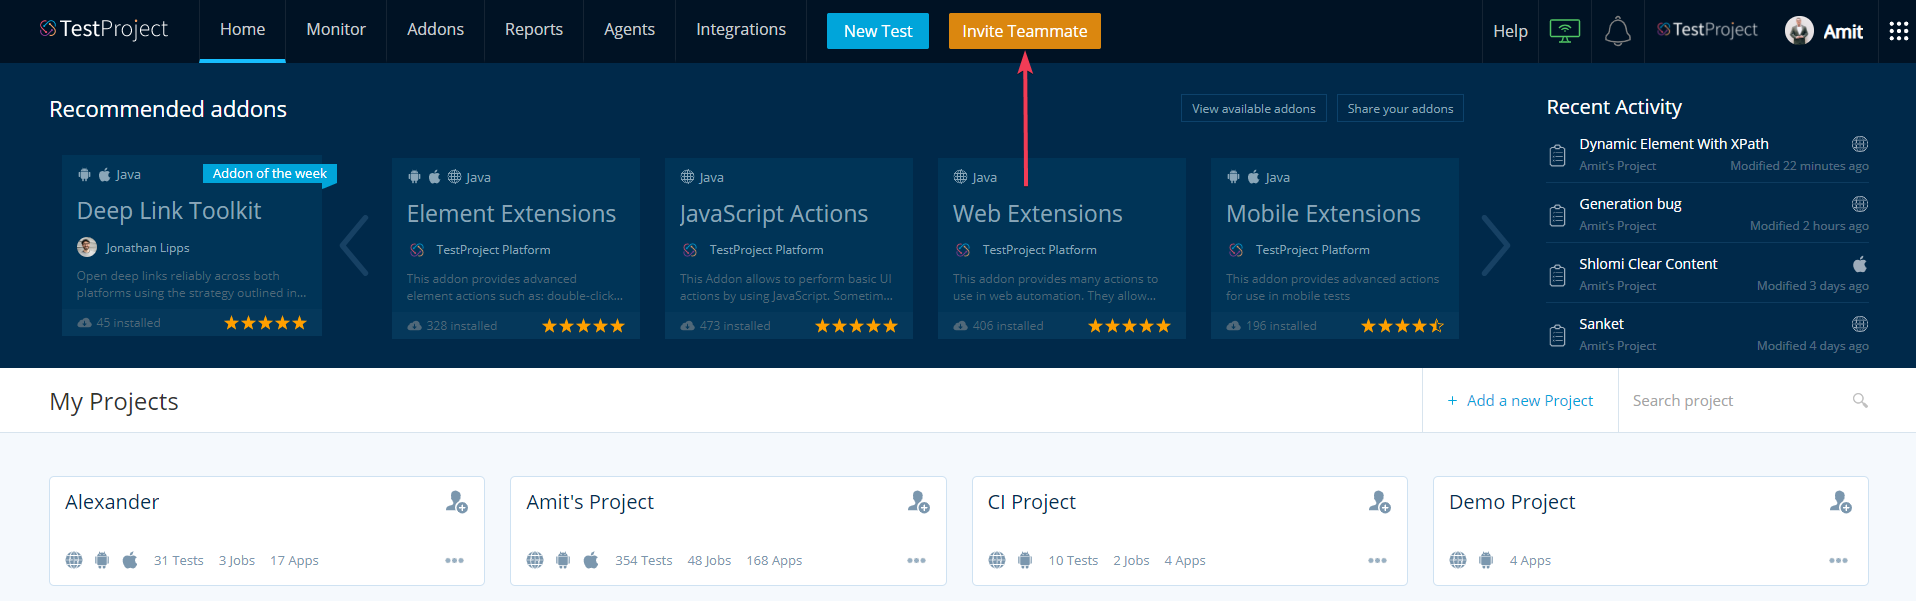 TestProject
Home
Monitor
Addons
Reports
Agents
Integrations
New Test
Invite Teammate
Help
TestProject
Amit
Recommended addons
View available addons
Share your addons
Java
Addon of the week
Deep Link Toolkit
Jonathan Lipps
Open deep links reliably across both
platforms using the strategy outlined in...
45 installed
Java
Element Extensions
TestProject Platform
This addon provides advanced
element actions such as: double-click...
328 installed
Java
JavaScript Actions
TestProject Platform
This Addon allows to perform basic UI
actions by using JavaScript. Sometim...
473 installed
Java
Web Extensions
TestProject Platform
This addon provides many actions to
use in web automation. They allow...
406 installed
Java
Mobile Extensions
TestProject Platform
This addon provides advanced actions
for use in mobile tests
196 installed
Recent Activity
Dynamic Element With XPath
Amit's Project Modified 22 minutes ago
Generation bug
Amit's Project Modified 2 hours ago
Shlomi Clear Content
Amit's Project Modified 3 days ago
Sanket
Amit's Project Modified 4 days ago
My Projects
+ Add a new Project
Search project
Alexander
31 Tests 3 Jobs 17 Apps
Amit's Project
354 Tests 48 Jobs 168 Apps
CI Project
10 Tests 2 Jobs 4 Apps
Demo Project
4 Apps